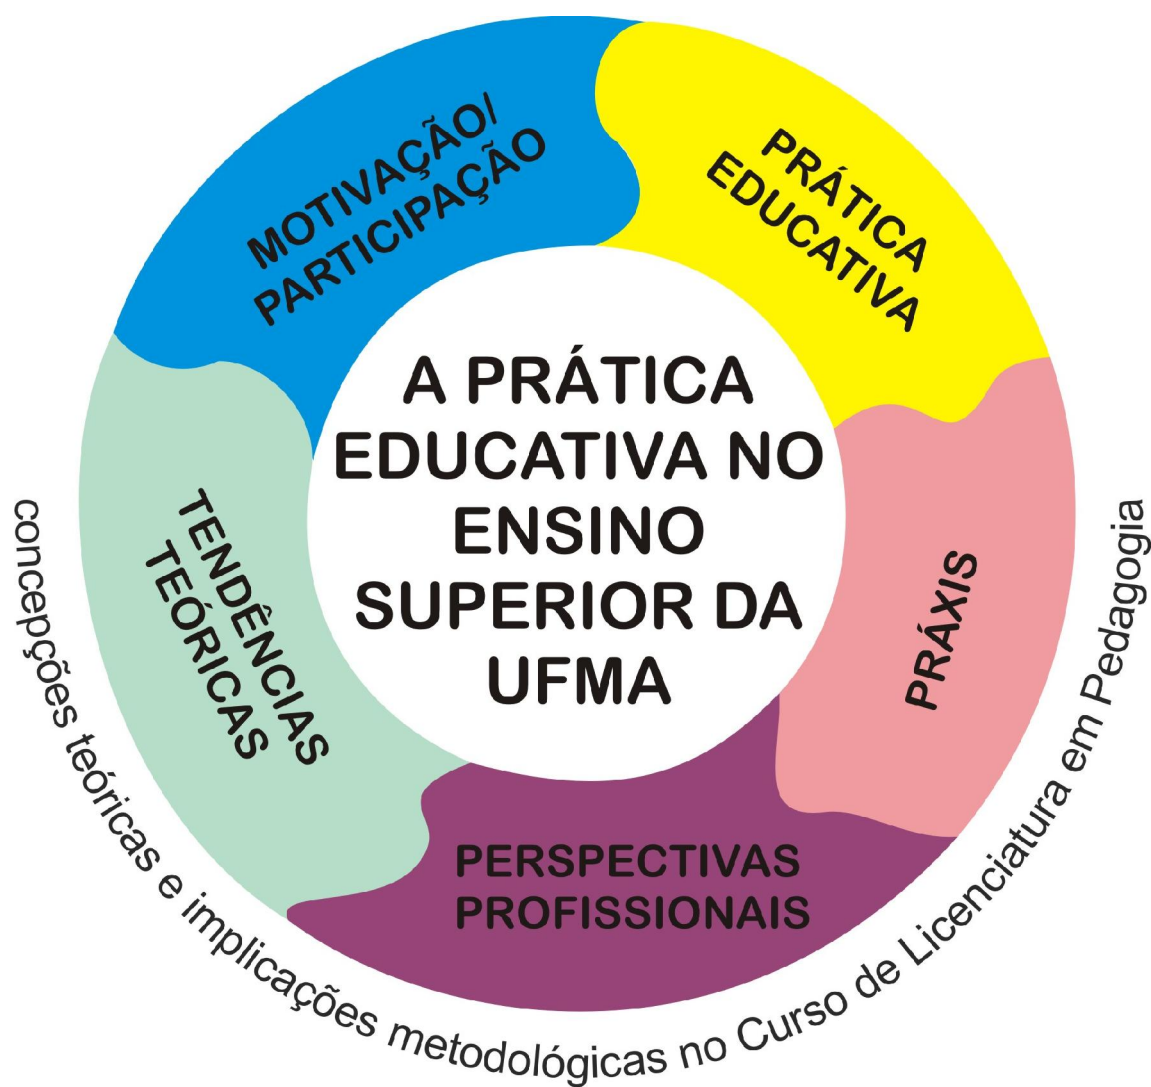 MOTIVAÇÃO/
PARTICIPAÇÃO
PRÁTICA
EDUCATIVA
A PRÁTICA
EDUCATIVA NO
ENSINO
SUPERIOR DA
UFMA
TENDÊNCIAS
TEÓRICAS
PRÁXIS
PERSPECTIVAS
PROFISSIONAIS
concepções teóricas e implicações metodológicas no Curso de Licenciatura em Pedagogia